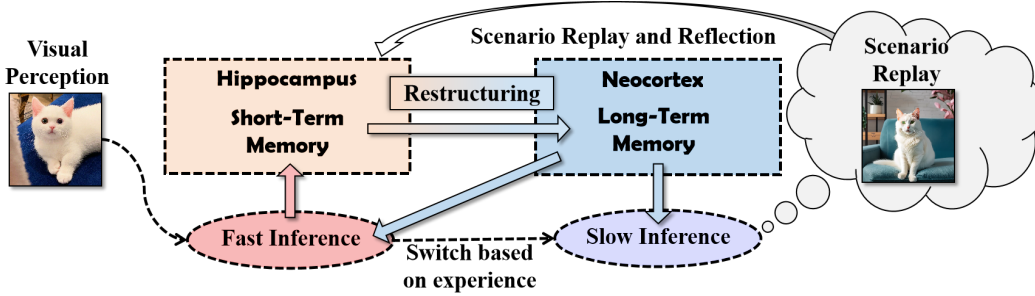 Visual
Perception
Hippocampus
Short-Term
Memory
Restructuring
Scenario Replay and Reflection
Neocortex
Long-Term
Memory
Scenario
Replay
Fast Inference
Switch based
on experience
Slow Inference